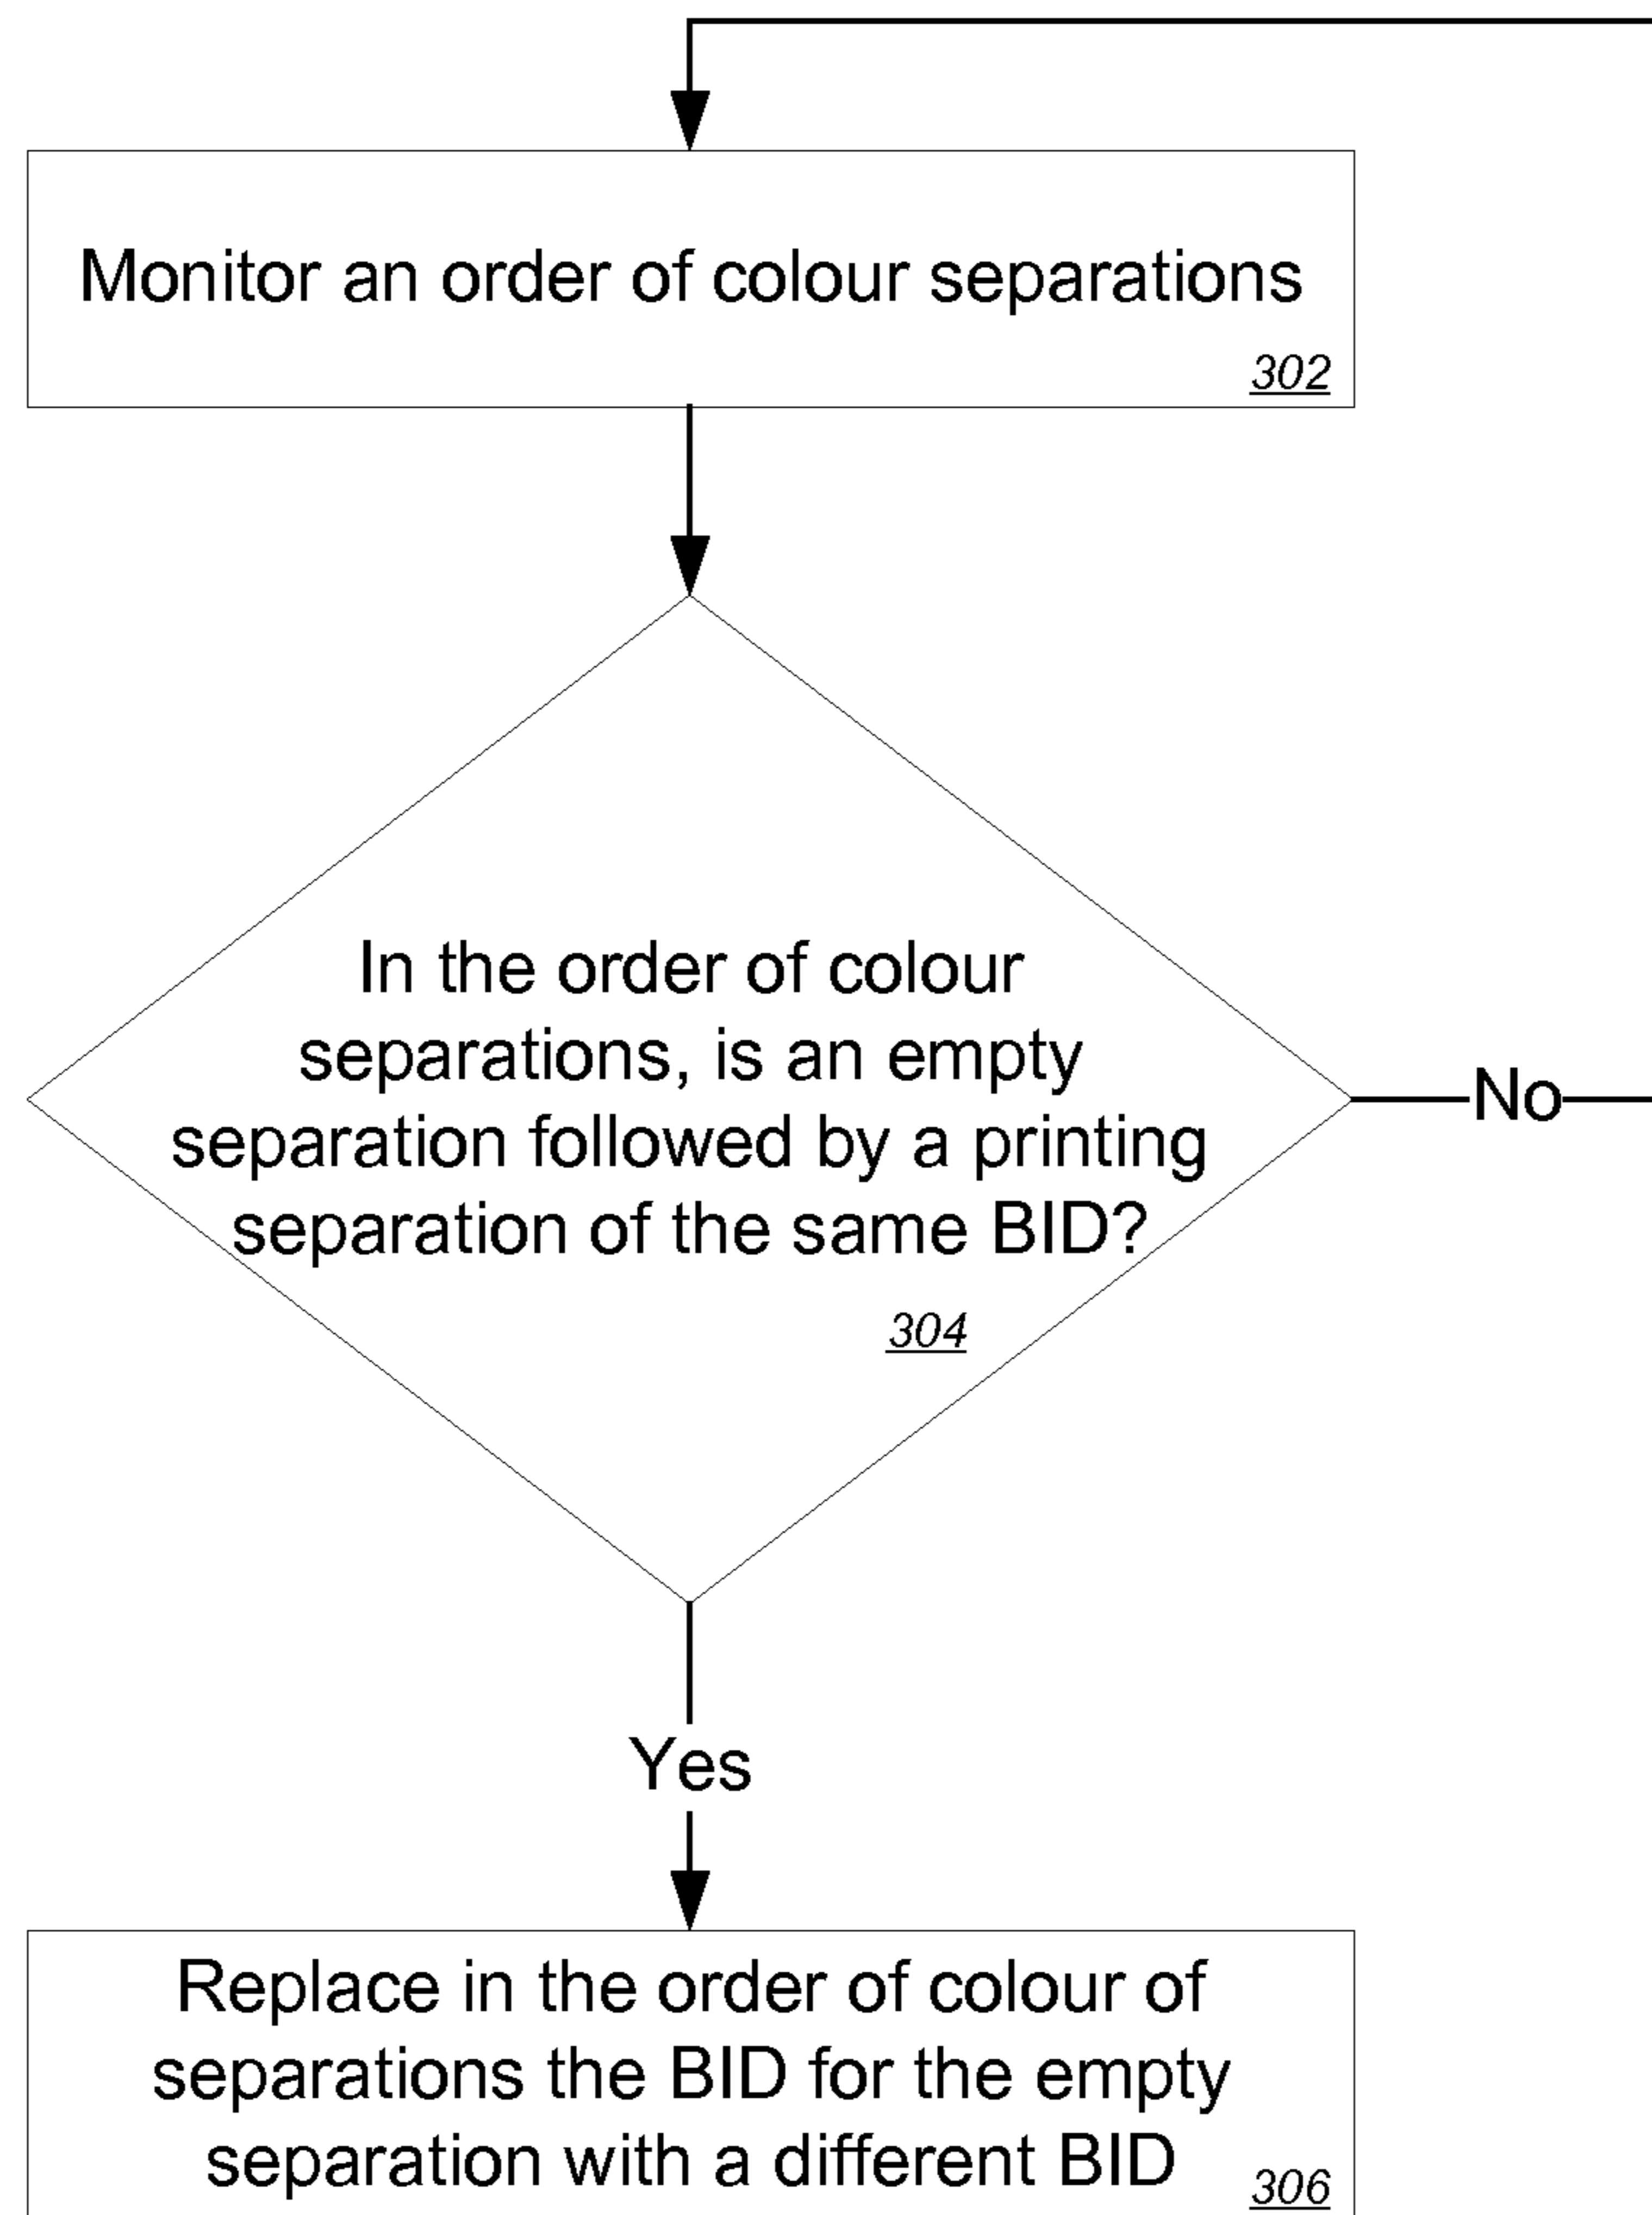 Monitor an order of colour separations
302
In the order of colour
separations, is an empty
separation followed by a printing
separation of the same BID?
304
No
Yes
Replace in the order of colour of
separations the BID for the empty
separation with a different BID
306